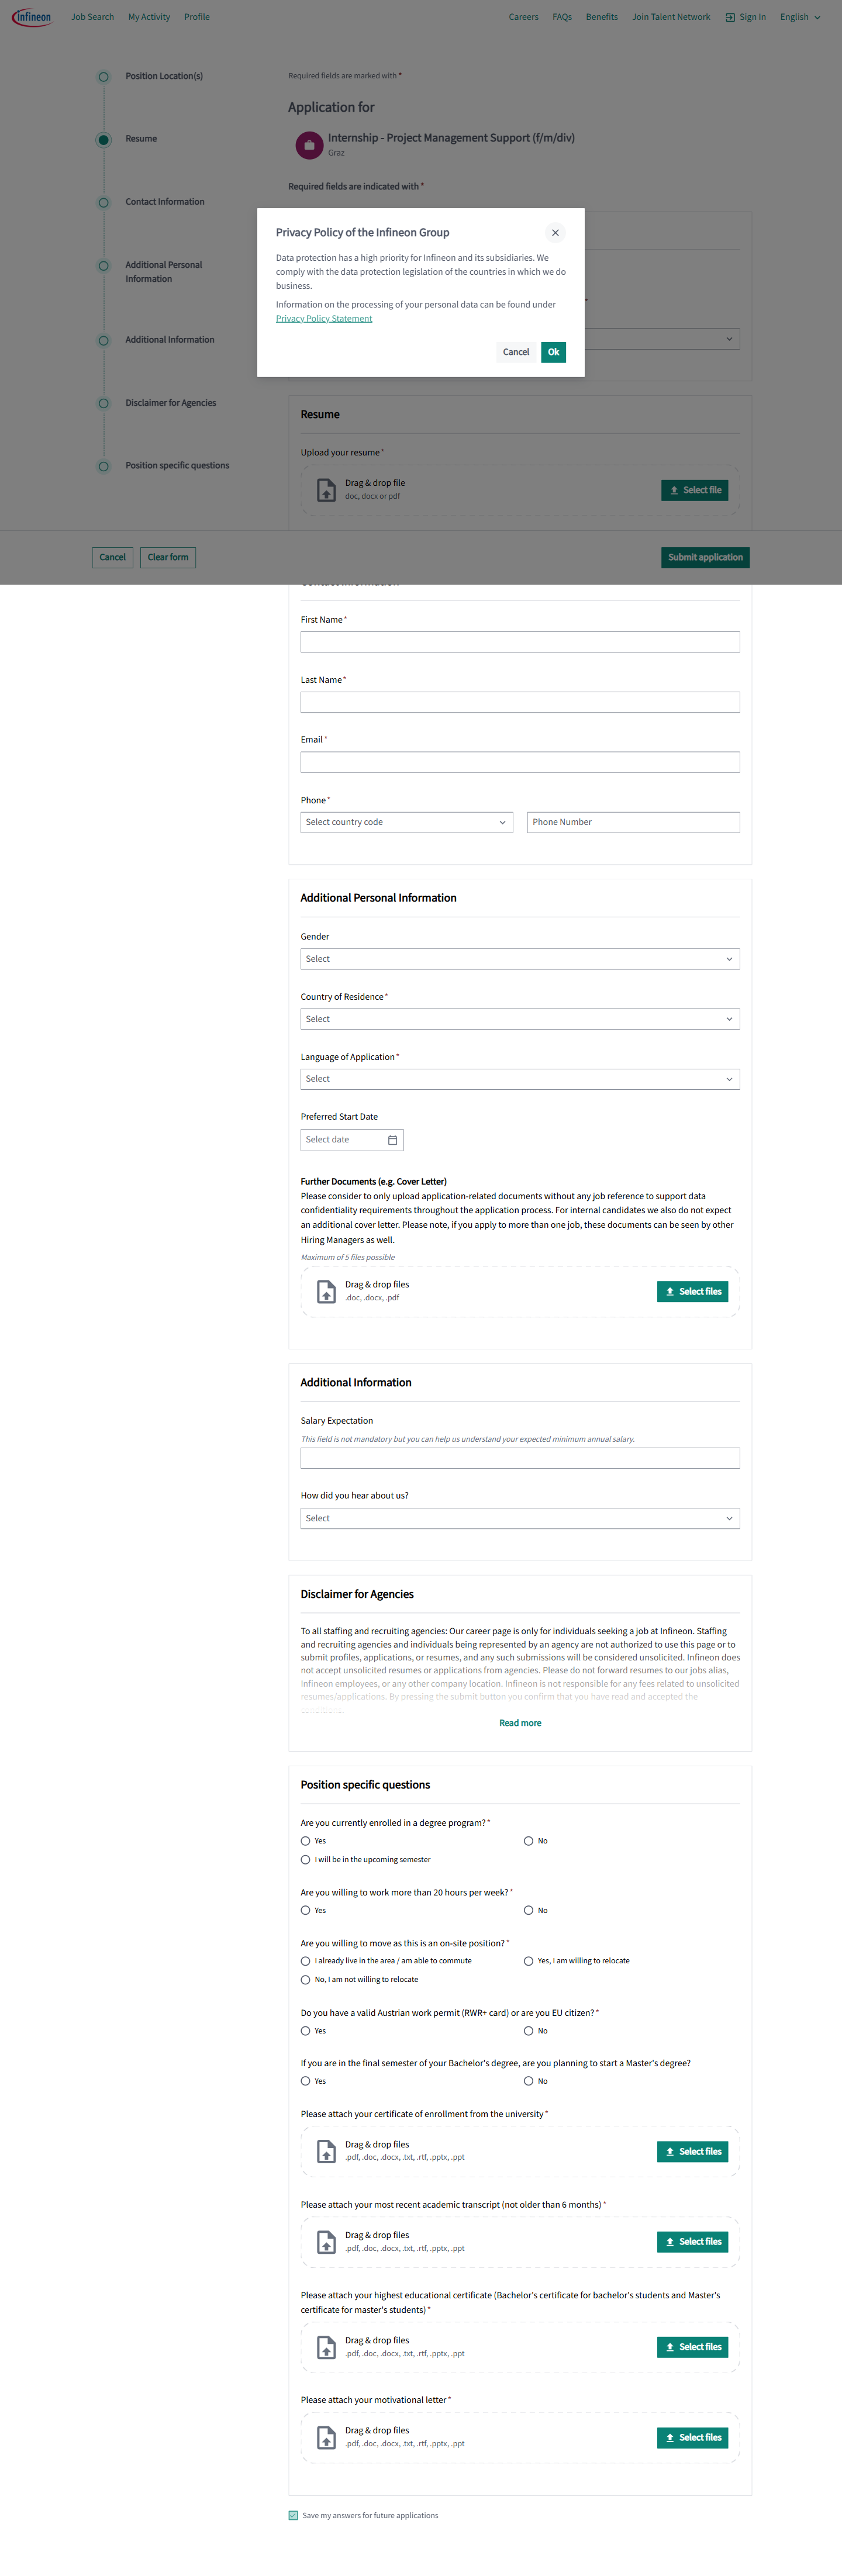 infineon
Job Search
My Activity
Profile
Careers
FAQs
Benefits
Join Talent Network
Sign In
English
Position Location(s)
Resume
Contact Information
Additional Personal
Information
Additional Information
Disclaimer for Agencies
Position specific questions
Required fields are marked with *
Application for
Internship - Project Management Support (f/m/div)
Graz
Required fields are indicated with *
Privacy Policy of the Infineon Group
Data protection has a high priority for Infineon and its subsidiaries. We
comply with the data protection legislation of the countries in which we do
business.
Information on the processing of your personal data can be found under
Privacy Policy Statement
Cancel
Ok
*
Resume
Upload your resume*
Drag & drop file
doc, docx or pdf
Select file
Cancel
Clear form
Submit application
Contact Information
First Name*
Last Name*
Email*
Phone*
Select country code
Phone Number
Additional Personal Information
Gender
Select
Country of Residence*
Select
Language of Application*
Select
Preferred Start Date
Select date
Further Documents (e.g. Cover Letter)
Please consider to only upload application-related documents without any job reference to support data
confidentiality requirements throughout the application process. For internal candidates we also do not expect
an additional cover letter. Please note, if you apply to more than one job, these documents can be seen by other
Hiring Managers as well.
Maximum of 5 files possible
Drag & drop files
.doc, .docx, .pdf
Select files
Additional Information
Salary Expectation
This field is not mandatory but you can help us understand your expected minimum annual salary.
How did you hear about us?
Select
Disclaimer for Agencies
To all staffing and recruiting agencies: Our career page is only for individuals seeking a job at Infineon. Staffing
and recruiting agencies and individuals being represented by an agency are not authorized to use this page or to
submit profiles, applications, or resumes, and any such submissions will be considered unsolicited. Infineon does
not accept unsolicited resumes or applications from agencies. Please do not forward resumes to our jobs alias,
Infineon employees, or any other company location. Infineon is not responsible for any fees related to unsolicited
resumes/applications. By pressing the submit button you confirm that you have read and accepted the
Read more
Position specific questions
Are you currently enrolled in a degree program?*
Yes
No
I will be in the upcoming semester
Are you willing to work more than 20 hours per week?*
Yes
No
Are you willing to move as this is an on-site position?*
I already live in the area / am able to commute
Yes, I am willing to relocate
No, I am not willing to relocate
Do you have a valid Austrian work permit (RWR+ card) or are you EU citizen?*
Yes
No
If you are in the final semester of your Bachelor's degree, are you planning to start a Master's degree?
Yes
No
Please attach your certificate of enrollment from the university*
Drag & drop files
.pdf, .doc, .docx, .txt, .rtf, .pptx, .ppt
Select files
Please attach your most recent academic transcript (not older than 6 months)*
Drag & drop files
.pdf, .doc, .docx, .txt, .rtf, .pptx, .ppt
Select files
Please attach your highest educational certificate (Bachelor's certificate for bachelor's students and Master's
certificate for master's students)*
Drag & drop files
.pdf, .doc, .docx, .txt, .rtf, .pptx, .ppt
Select files
Please attach your motivational letter*
Drag & drop files
.pdf, .doc, .docx, .txt, .rtf, .pptx, .ppt
Select files
Save my answers for future applications